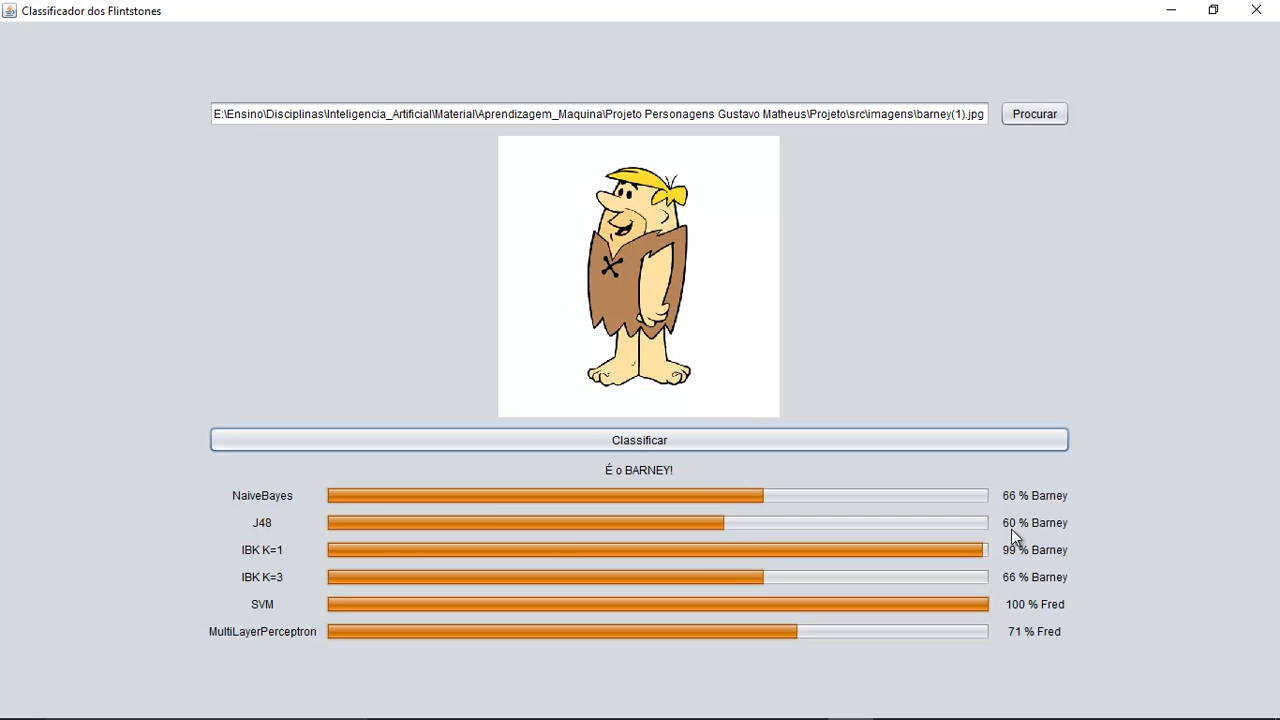 Classificador dos Flintstones
E:\Ensino\Disciplinas\Inteligencia_Artificial\Material\Aprendizagem_Maquina\Projeto Personagens Gustavo Matheus\Projeto\src\imagens\barney(1).jpg Procurar
Classificar
É o BARNEY!
NaiveBayes 66 % Barney
J48 60 % Barney
IBK K=1 99 % Barney
IBK K=3 66 % Barney
SVM 100 % Fred
MultiLayerPerceptron 71 % Fred